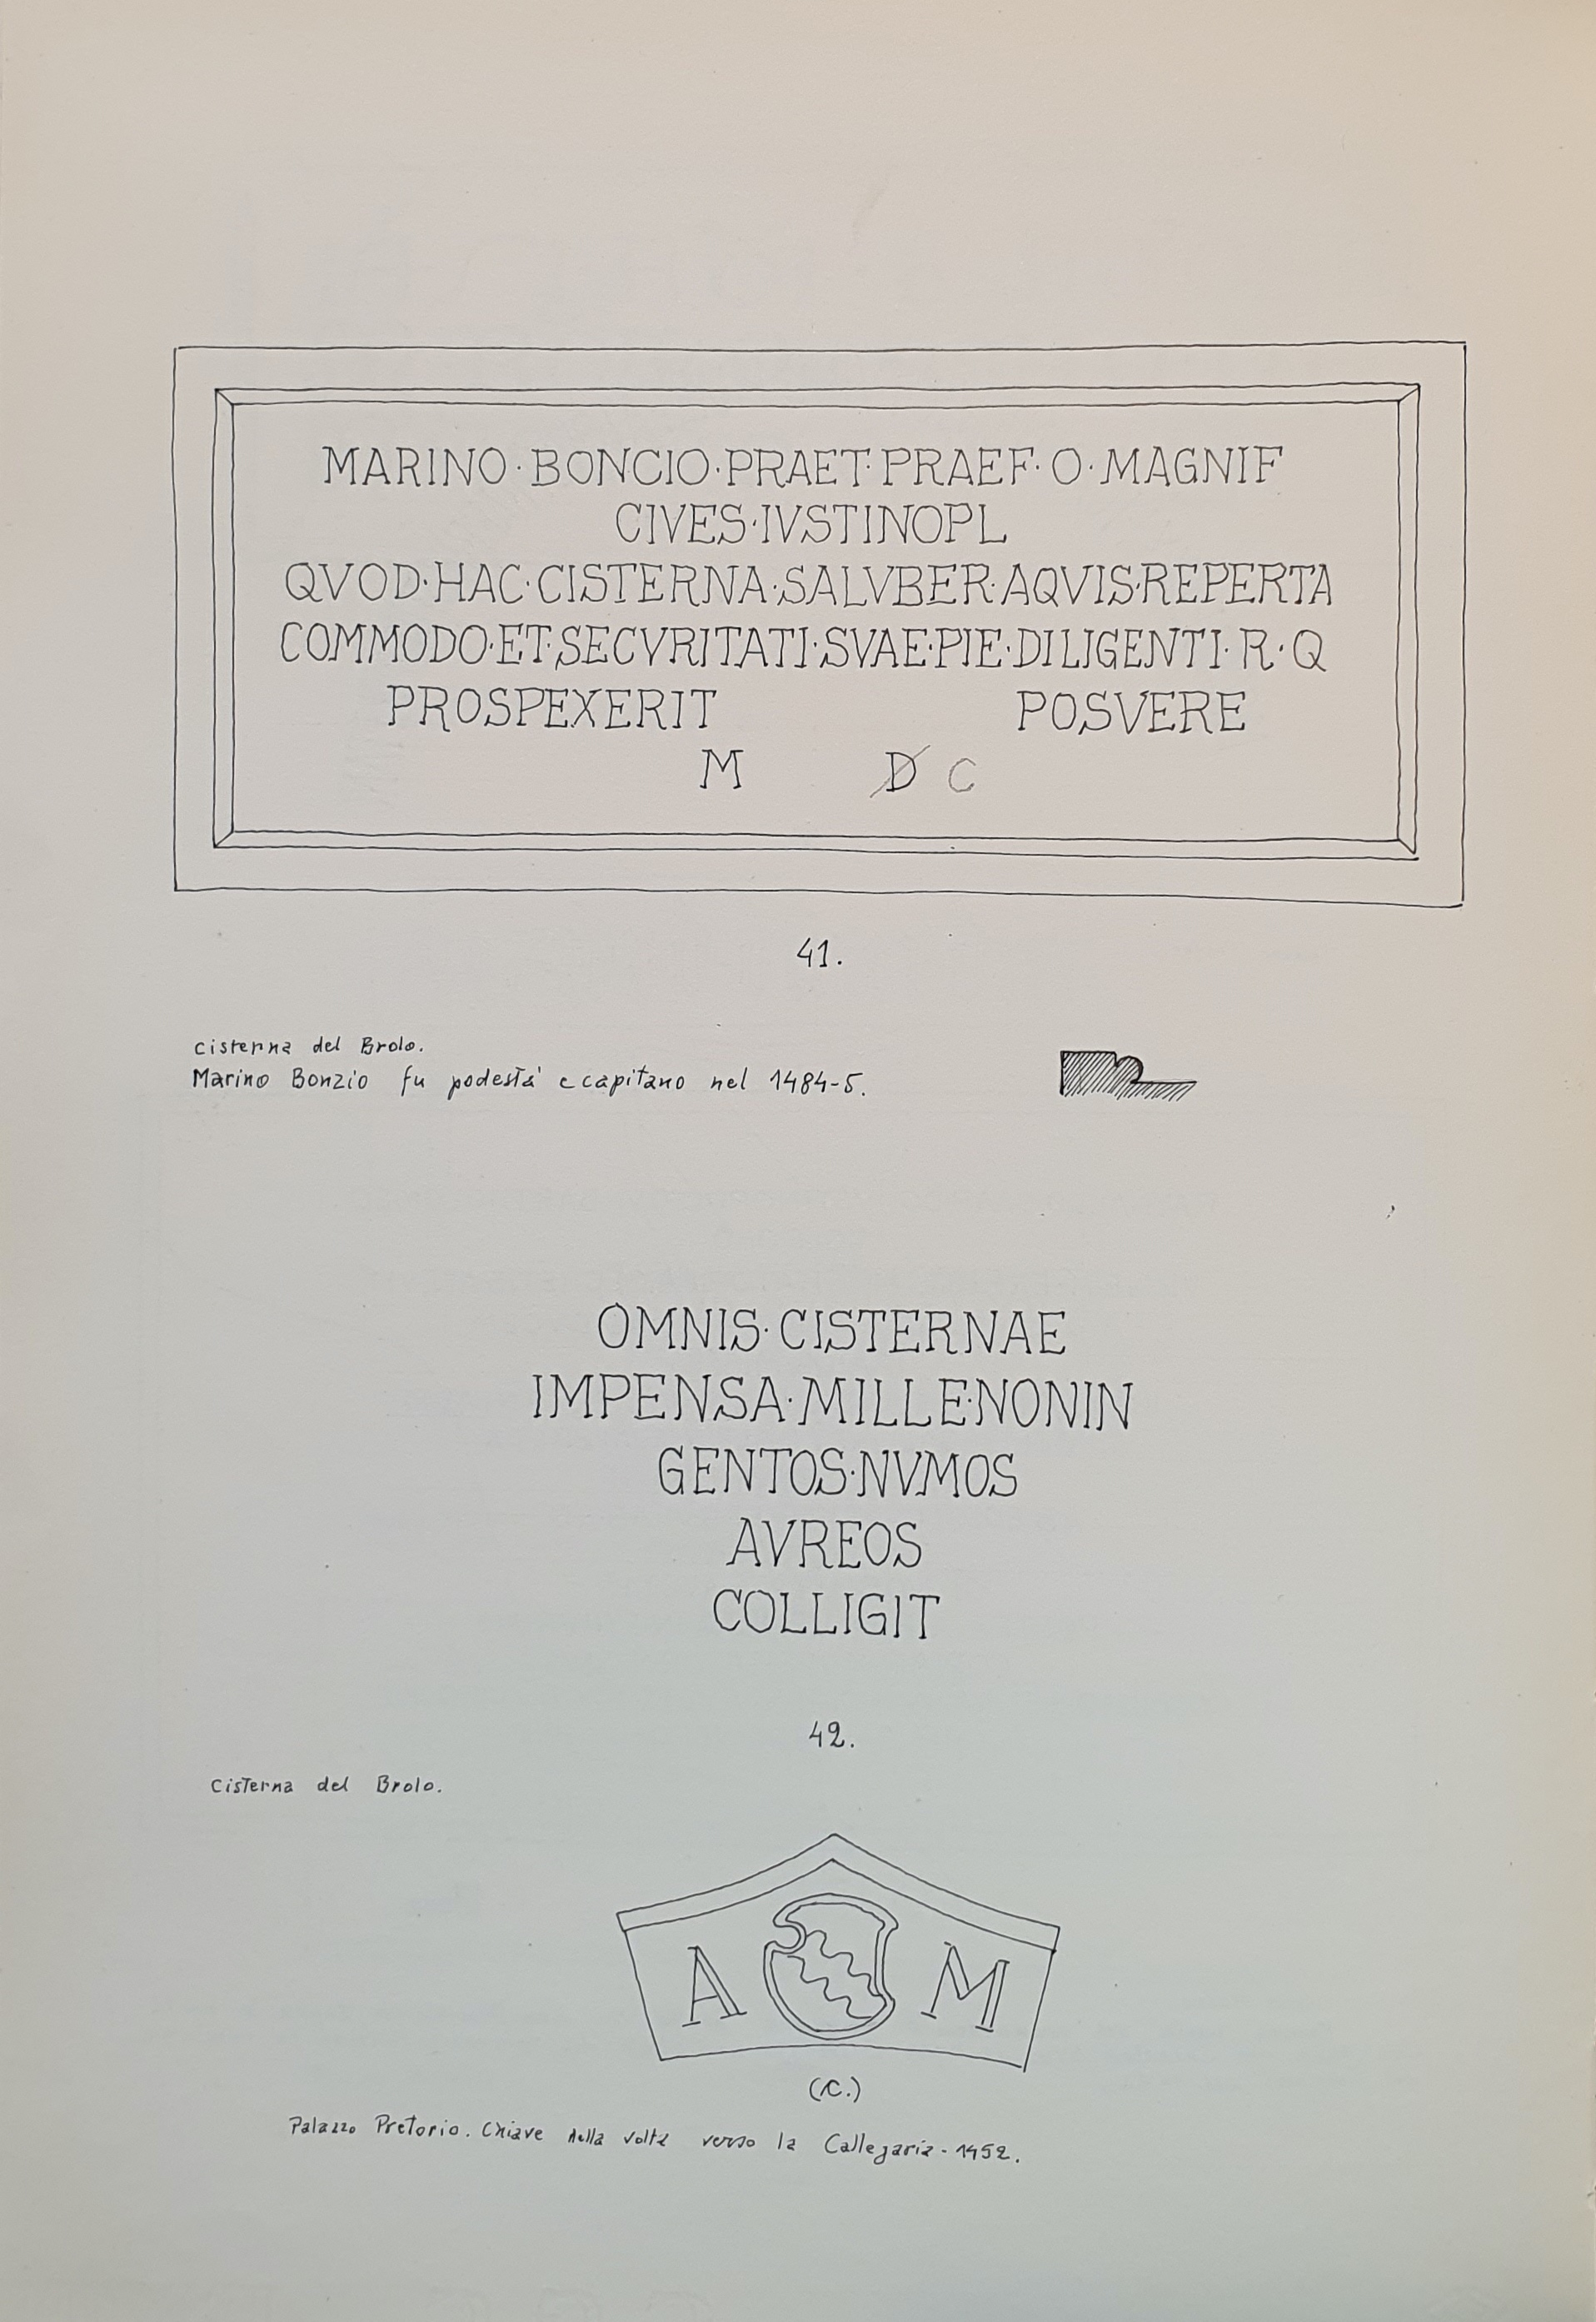 MARINO · BONCIO · PRAET · PRAEF · O · MAGNIF
CIVES · IVSTINOPL
QVOD · HAC · CISTERNA · SALVBER · AQVIS · REPERTA
COMMODO · ET · SECVRITATI · SVAE · PIE · DILIGENTI · R · Q
PROSPEXERIT POSVERE
M D C
41.
Cisterna del Brolo.
Marino Bonzio fu podestà e capitano nel 1484-5.
OMNIS · CISTERNAE
IMPENSA · MILLE · NONIN
GENTOS · NVMOS
AVREOS
COLLIGIT
42.
Cisterna del Brolo.
A M
(C.)
Palazzo Pretorio. Chiave della volta verso la Callegaria - 1452.